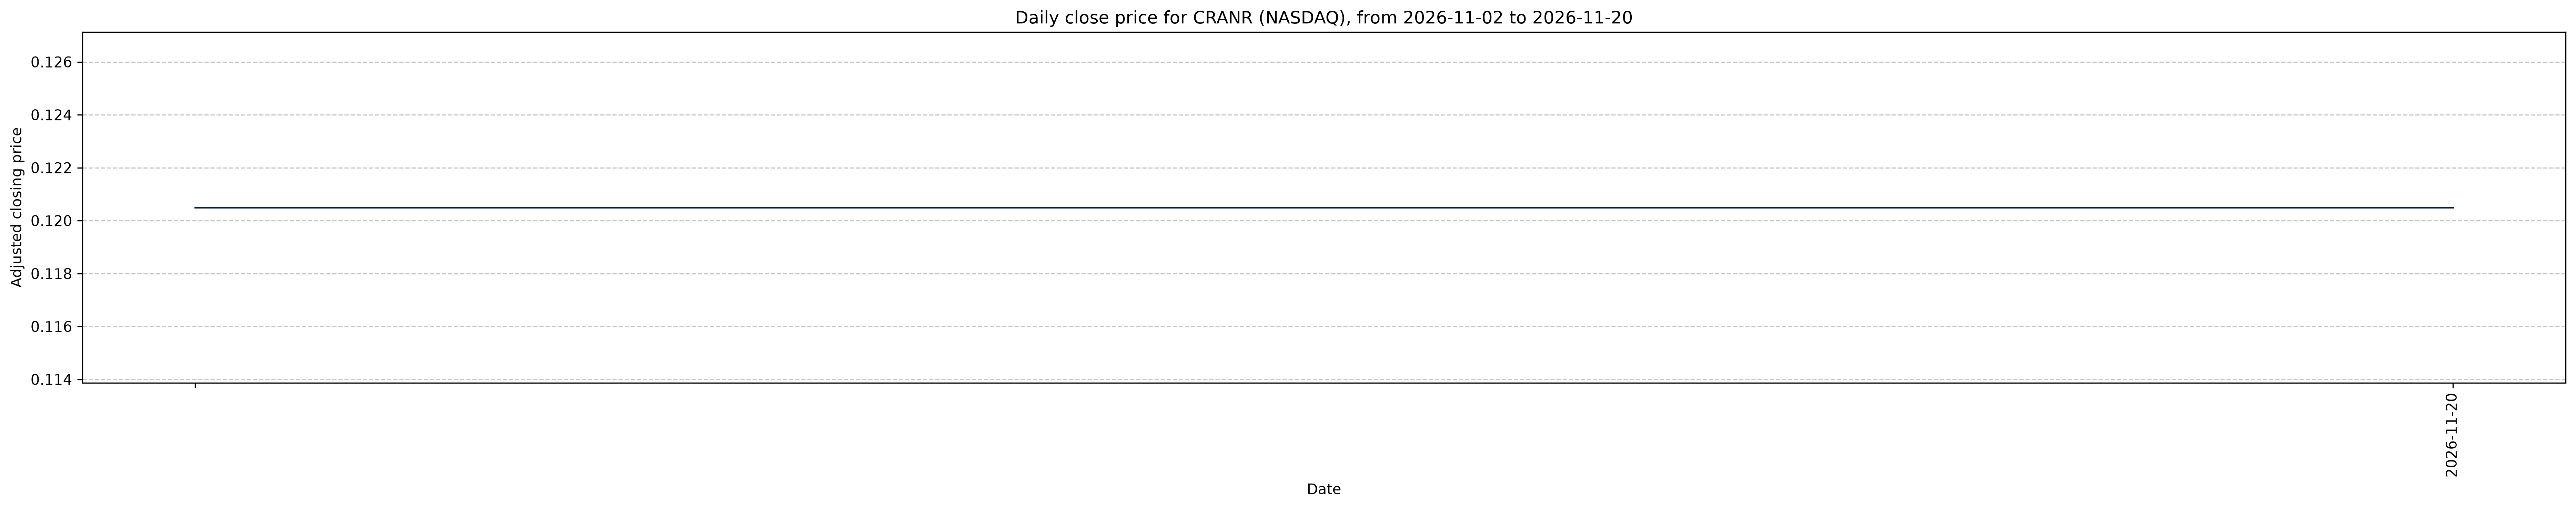 Daily close price for CRANR (NASDAQ), from 2026-11-02 to 2026-11-20
Adjusted closing price
0.126
0.124
0.122
0.120
0.118
0.116
0.114
2026-11-20
Date